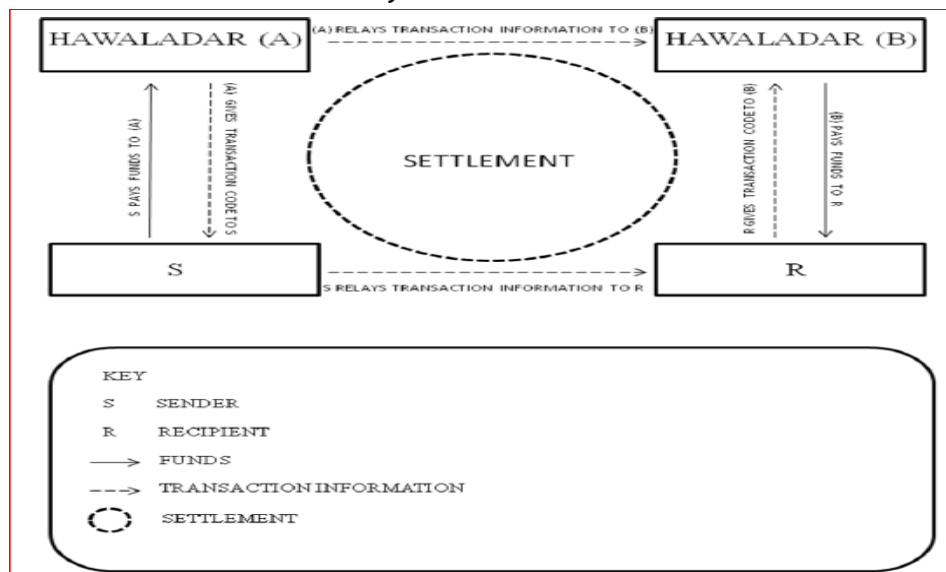 HAWALADAR (A)
(A) RELAYS TRANSACTION INFORMATION TO (B)
HAWALADAR (B)
S PAYS FUNDS TO (A)
(A) GIVES TRANSACTION CODE TO S
SETTLEMENT
R GIVES TRANSACTION CODE TO (B)
(B) PAYS FUNDS TO R
S
R
S RELAYS TRANSACTION INFORMATION TO R
KEY
S SENDER
R RECIPIENT
FUNDS
TRANSACTION INFORMATION
SETTLEMENT